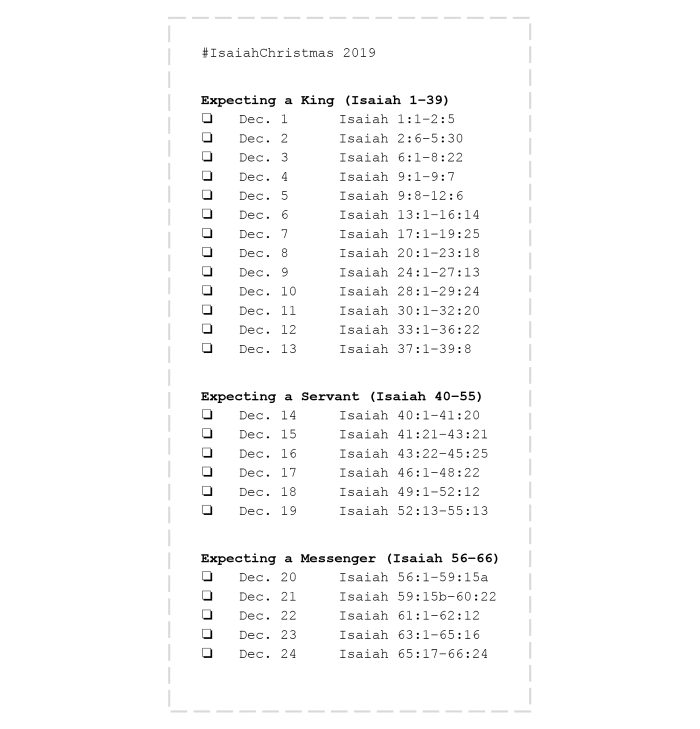 #IsaiahChristmas 2019
Expecting a King (Isaiah 1–39)
❏ Dec. 1 Isaiah 1:1–2:5
❏ Dec. 2 Isaiah 2:6–5:30
❏ Dec. 3 Isaiah 6:1–8:22
❏ Dec. 4 Isaiah 9:1–9:7
❏ Dec. 5 Isaiah 9:8–12:6
❏ Dec. 6 Isaiah 13:1–16:14
❏ Dec. 7 Isaiah 17:1–19:25
❏ Dec. 8 Isaiah 20:1–23:18
❏ Dec. 9 Isaiah 24:1–27:13
❏ Dec. 10 Isaiah 28:1–29:24
❏ Dec. 11 Isaiah 30:1–32:20
❏ Dec. 12 Isaiah 33:1–36:22
❏ Dec. 13 Isaiah 37:1–39:8
Expecting a Servant (Isaiah 40–55)
❏ Dec. 14 Isaiah 40:1–41:20
❏ Dec. 15 Isaiah 41:21–43:21
❏ Dec. 16 Isaiah 43:22–45:25
❏ Dec. 17 Isaiah 46:1–48:22
❏ Dec. 18 Isaiah 49:1–52:12
❏ Dec. 19 Isaiah 52:13–55:13
Expecting a Messenger (Isaiah 56–66)
❏ Dec. 20 Isaiah 56:1–59:15a
❏ Dec. 21 Isaiah 59:15b–60:22
❏ Dec. 22 Isaiah 61:1–62:12
❏ Dec. 23 Isaiah 63:1–65:16
❏ Dec. 24 Isaiah 65:17–66:24